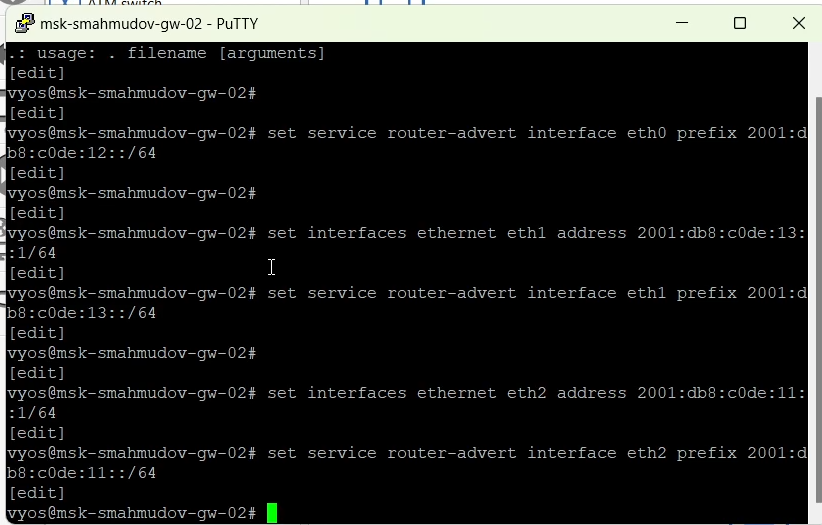 ATM switch
msk-smahmudov-gw-02 - PuTTY
.: usage: . filename [arguments]
[edit]
vyos@msk-smahmudov-gw-02#
[edit]
vyos@msk-smahmudov-gw-02# set service router-advert interface eth0 prefix 2001:d
b8:c0de:12::/64
[edit]
vyos@msk-smahmudov-gw-02#
[edit]
vyos@msk-smahmudov-gw-02# set interfaces ethernet eth1 address 2001:db8:c0de:13:
:1/64
[edit]
vyos@msk-smahmudov-gw-02# set service router-advert interface eth1 prefix 2001:d
b8:c0de:13::/64
[edit]
vyos@msk-smahmudov-gw-02#
[edit]
vyos@msk-smahmudov-gw-02# set interfaces ethernet eth2 address 2001:db8:c0de:11:
:1/64
[edit]
vyos@msk-smahmudov-gw-02# set service router-advert interface eth2 prefix 2001:d
b8:c0de:11::/64
[edit]
vyos@msk-smahmudov-gw-02#